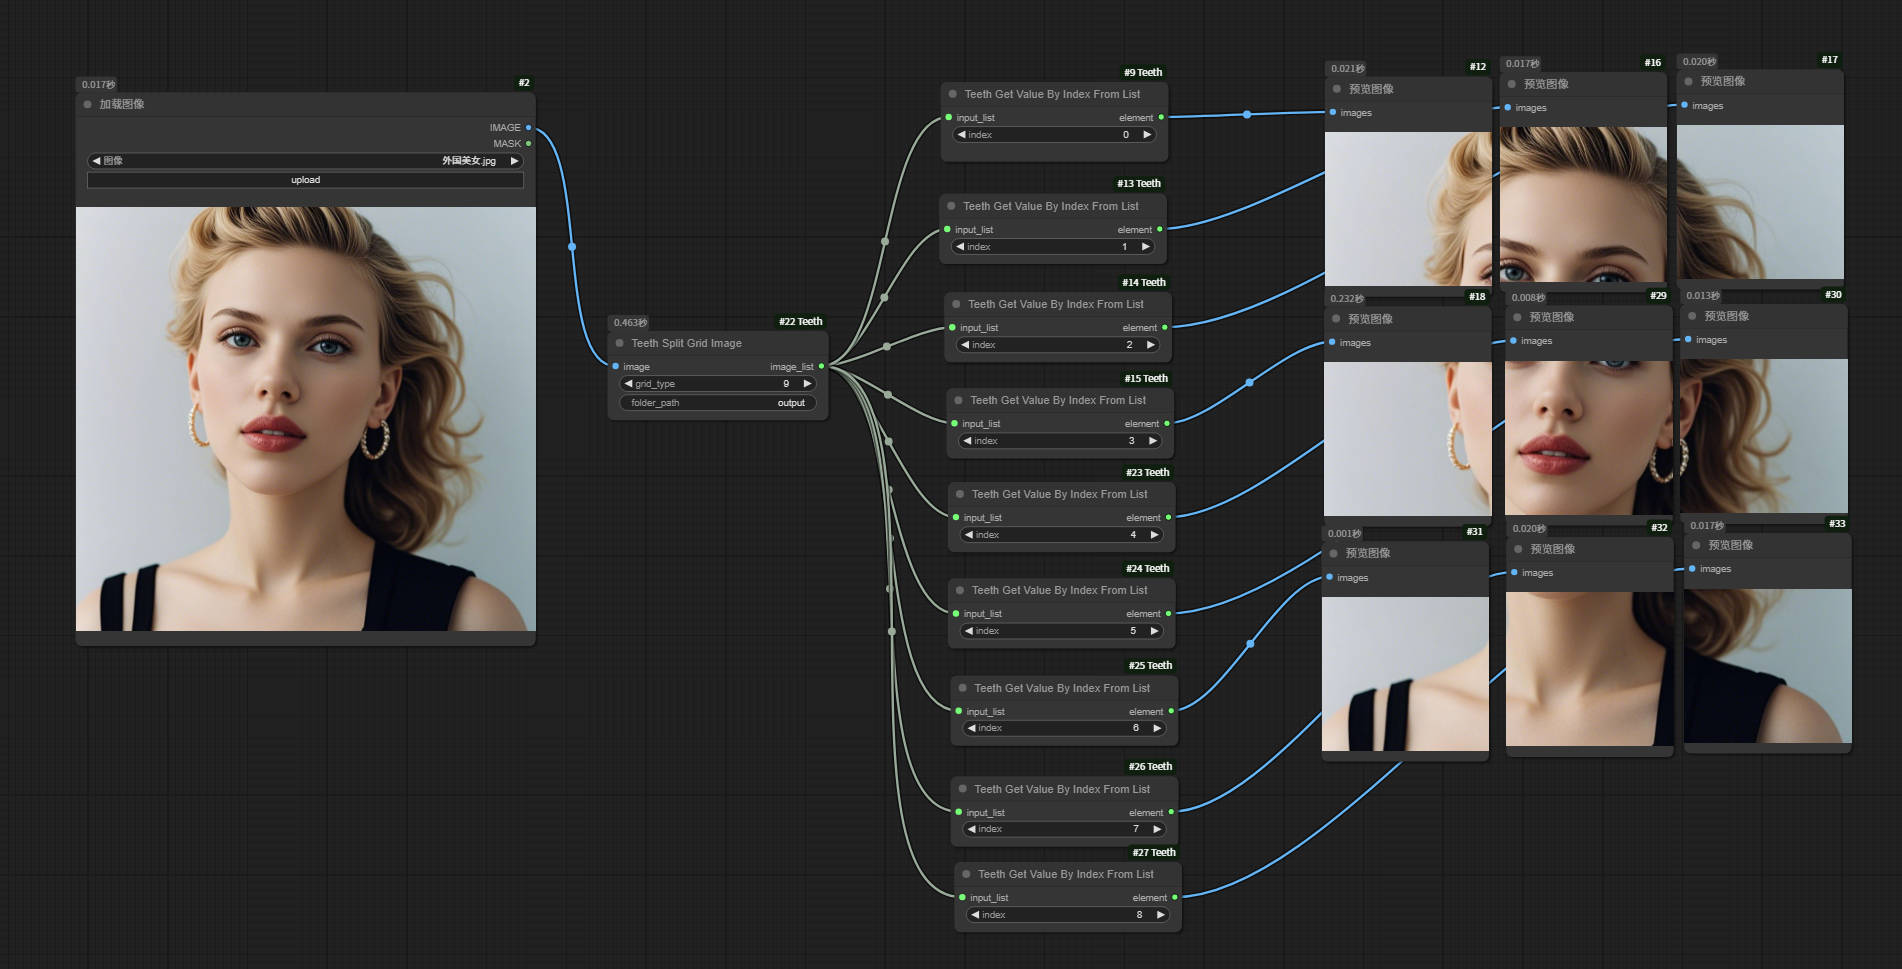 0.017秒
#2
加载图像
IMAGE
MASK
图像
外国美女.jpg
upload
0.463秒
#22 Teeth
Teeth Split Grid Image
image
image_list
grid_type
9
folder_path
output
#9 Teeth
Teeth Get Value By Index From List
input_list
element
index
0
#13 Teeth
Teeth Get Value By Index From List
input_list
element
index
1
#14 Teeth
Teeth Get Value By Index From List
input_list
element
index
2
#15 Teeth
Teeth Get Value By Index From List
input_list
element
index
3
#23 Teeth
Teeth Get Value By Index From List
input_list
element
index
4
#24 Teeth
Teeth Get Value By Index From List
input_list
element
index
5
#25 Teeth
Teeth Get Value By Index From List
input_list
element
index
6
#26 Teeth
Teeth Get Value By Index From List
input_list
element
index
7
#27 Teeth
Teeth Get Value By Index From List
input_list
element
index
8
0.021秒
#12
预览图像
images
0.017秒
#16
预览图像
images
0.020秒
#17
预览图像
images
0.232秒
#18
预览图像
images
0.008秒
#29
预览图像
images
0.013秒
#30
预览图像
images
0.001秒
#31
预览图像
images
0.020秒
#32
预览图像
images
0.017秒
#33
预览图像
images